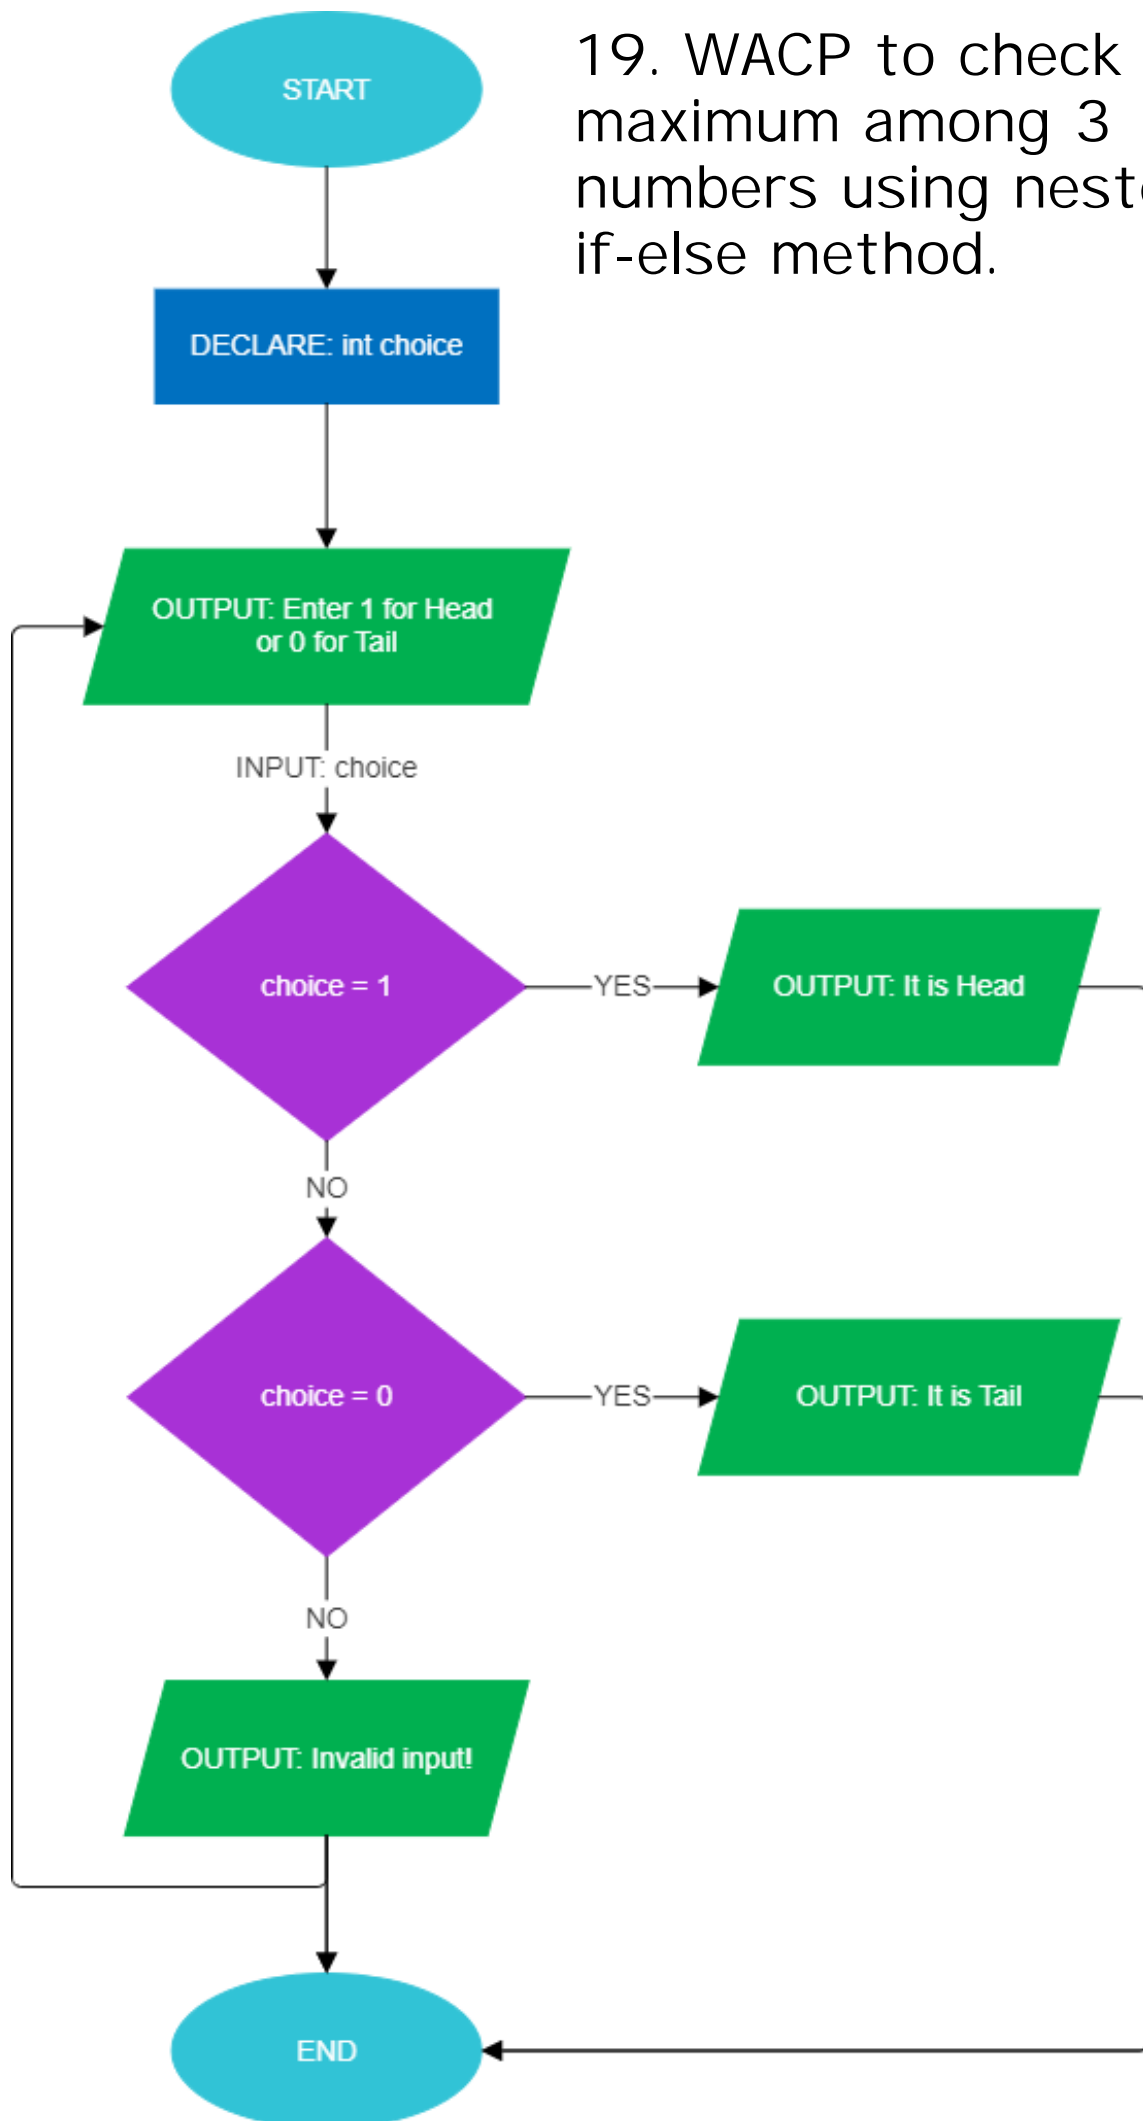 START
19. WACP to check
maximum among 3
numbers using
if-else method.
DECLARE: int choice
OUTPUT: Enter 1 for Head
or 0 for Tail
INPUT: choice
choice = 1
YES
OUTPUT: It is Head
NO
choice = 0
YES
OUTPUT: It is Tail
NO
OUTPUT: Invalid input!
END